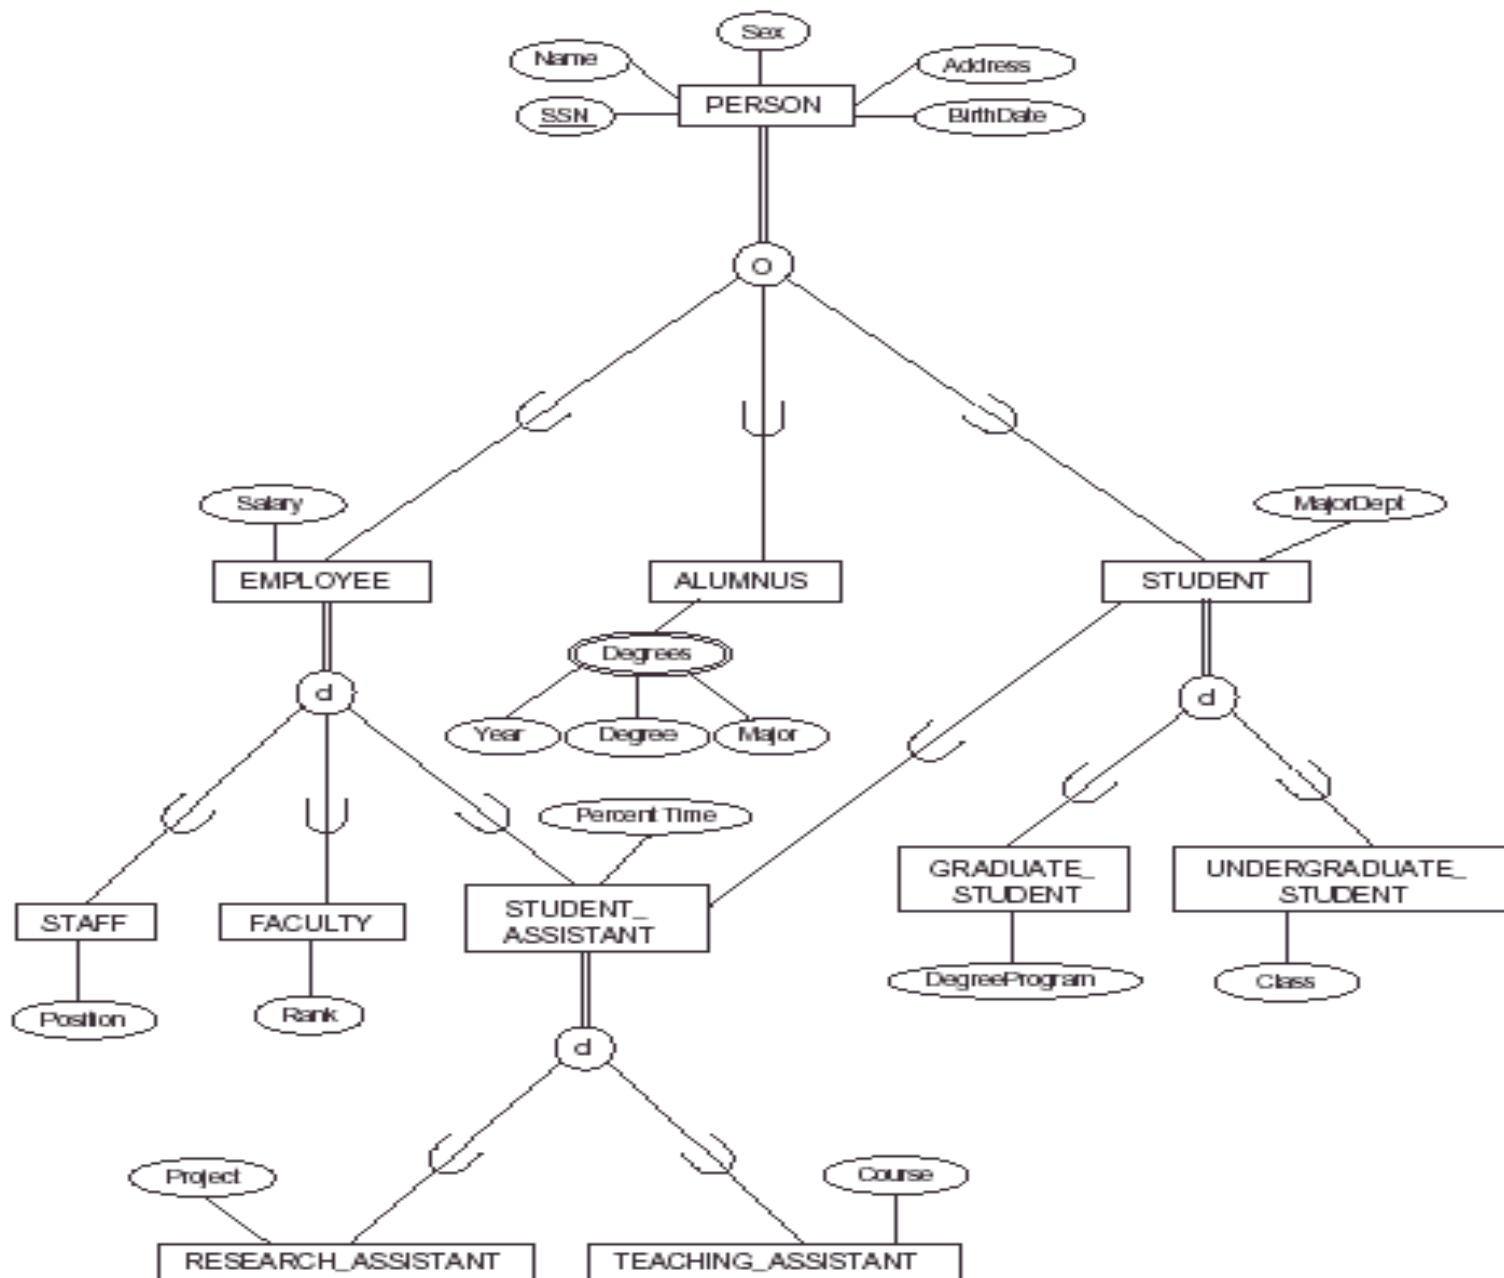 Sex
Name
Address
PERSON
SSN
BirthDate
O
Salary
MajorDept
EMPLOYEE
ALUMNUS
STUDENT
Degrees
d
d
Year
Degree
Major
Percent Time
GRADUATE_
STUDENT
UNDERGRADUATE_
STUDENT
STAFF
FACULTY
STUDENT_
ASSISTANT
DegreeProgram
Class
Position
Rank
d
Project
Course
RESEARCH_ASSISTANT
TEACHING_ASSISTANT